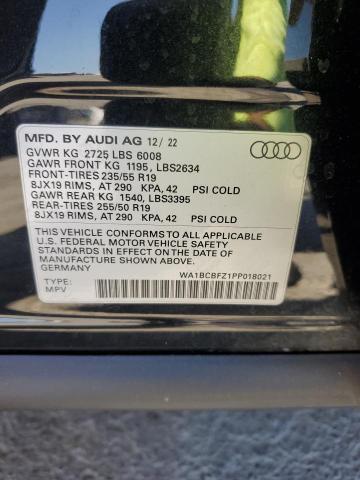 MFD. BY AUDI AG 12/22
GVWR KG 2725 LBS 6008
GAWR FRONT KG 1195, LBS2634
FRONT-TIRES 235/55 R19
8JX19 RIMS, AT 290 KPA, 42 PSI COLD
GAWR REAR KG 1540, LBS3395
REAR-TIRES 255/50 R19
8JX19 RIMS, AT 290 KPA, 42 PSI COLD
THIS VEHICLE CONFORMS TO ALL APPLICABLE
U.S. FEDERAL MOTOR VEHICLE SAFETY
STANDARDS IN EFFECT ON THE DATE OF
MANUFACTURE SHOWN ABOVE.
GERMANY
WA1BCBFZ1PP018021
TYPE:
MPV